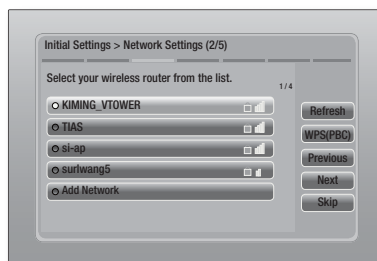 Initial Settings > Network Settings (2/5)
Select your wireless router from the list.
1/4
KIMING_VTOWER
TIAS
si-ap
surlwang5
Add Network
Refresh
WPS(PBC)
Previous
Next
Skip